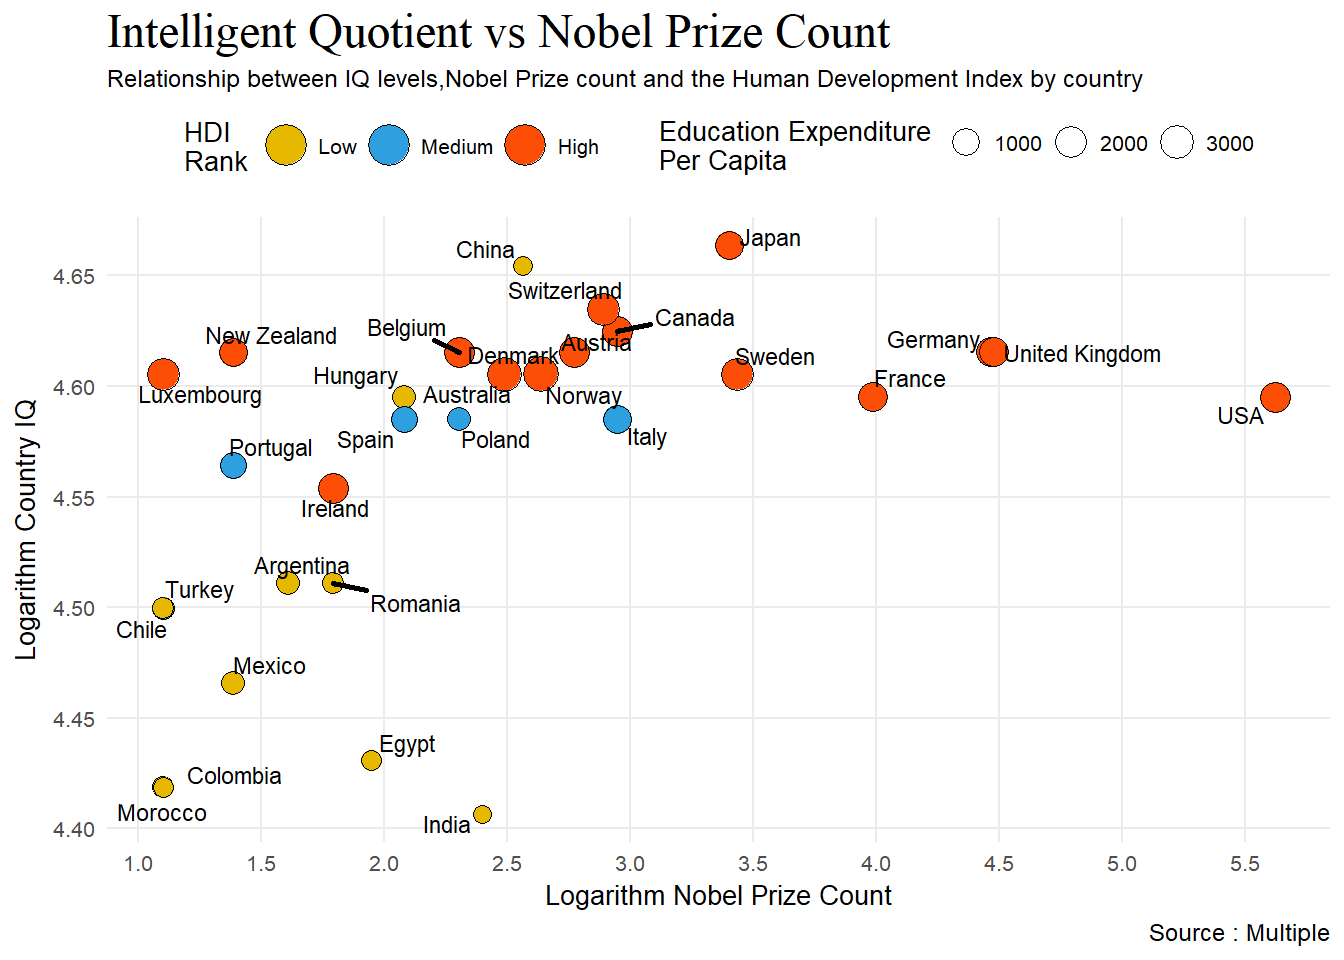 Intelligent Quotient vs Nobel Prize Count
Relationship between IQ levels,Nobel Prize count and the Human Development Index by country
HDI
Rank
Low
Medium
High
Education Expenditure
Per Capita
1000
2000
3000
Japan
China
Switzerland
Canada
Belgium
New Zealand
Austria
Germany
United Kingdom
Denmark
Sweden
Hungary
France
Luxembourg
Australia
Norway
USA
Spain
Poland
Italy
Portugal
Ireland
Argentina
Turkey
Romania
Chile
Mexico
Egypt
Colombia
Morocco
India
4.65
4.60
4.55
4.50
4.45
4.40
Logarithm Country IQ
1.0 1.5 2.0 2.5 3.0 3.5 4.0 4.5 5.0 5.5
Logarithm Nobel Prize Count
Source : Multiple